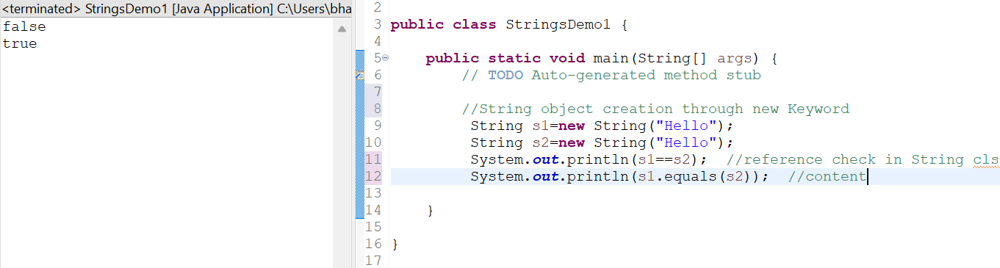 <terminated> StringsDemo1 [Java Application] C:\Users\bha
false
true
2
3 public class StringsDemo1 {
4
5 public static void main(String[] args) {
6 // TODO Auto-generated method stub
7
8 //String object creation through new Keyword
9 String s1=new String("Hello");
10 String s2=new String("Hello");
11 System.out.println(s1==s2); //reference check in String cls
12 System.out.println(s1.equals(s2)); //content
13
14 }
15
16 }
17